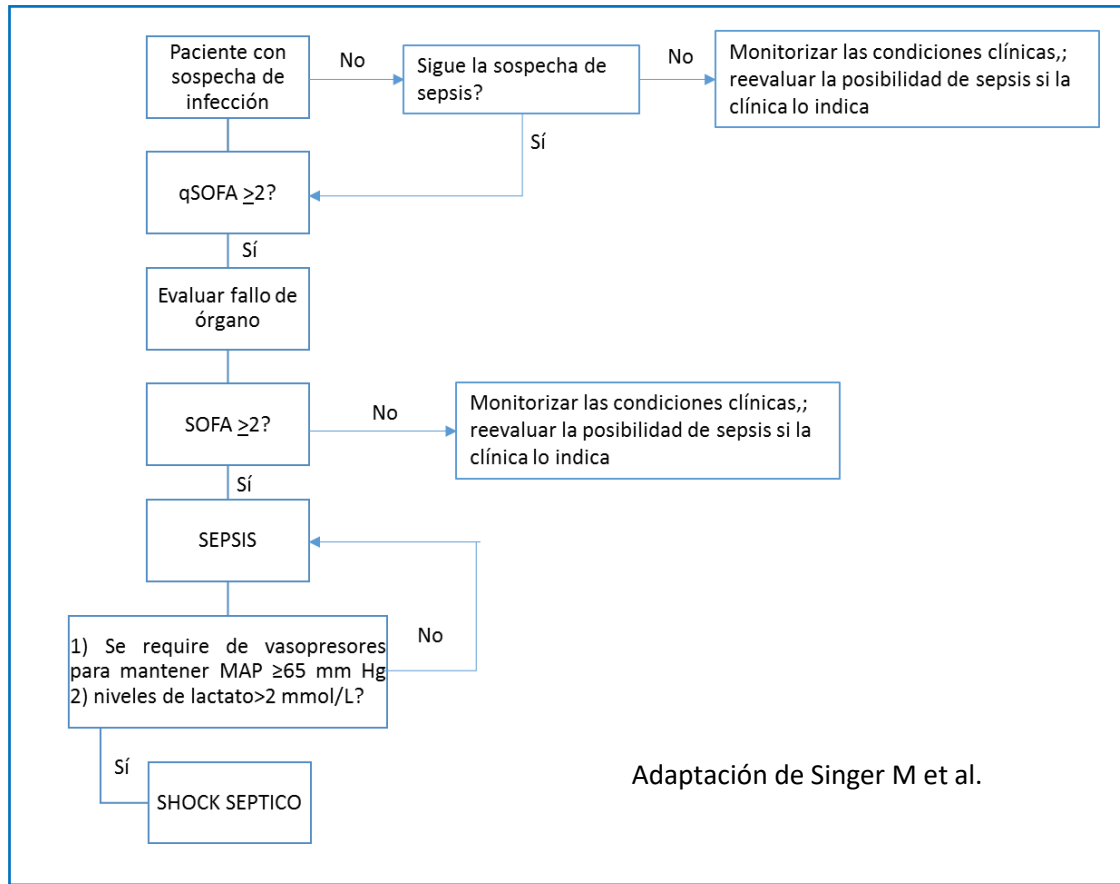 Paciente con
sospecha de
infección
No
Sigue la sospecha de
sepsis?
No
Monitorizar las condiciones clínicas,;
reevaluar la posibilidad de sepsis si la
clínica lo indica
Sí
qSOFA ≥2?
Sí
Evaluar fallo de
órgano
SOFA ≥2?
No
Monitorizar las condiciones clínicas,;
reevaluar la posibilidad de sepsis si la
clínica lo indica
Sí
SEPSIS
1) Se require de vasopresores
para mantener MAP ≥65 mm Hg
2) niveles de lactato>2 mmol/L?
No
Sí
SHOCK SEPTICO
Adaptación de Singer M et al.